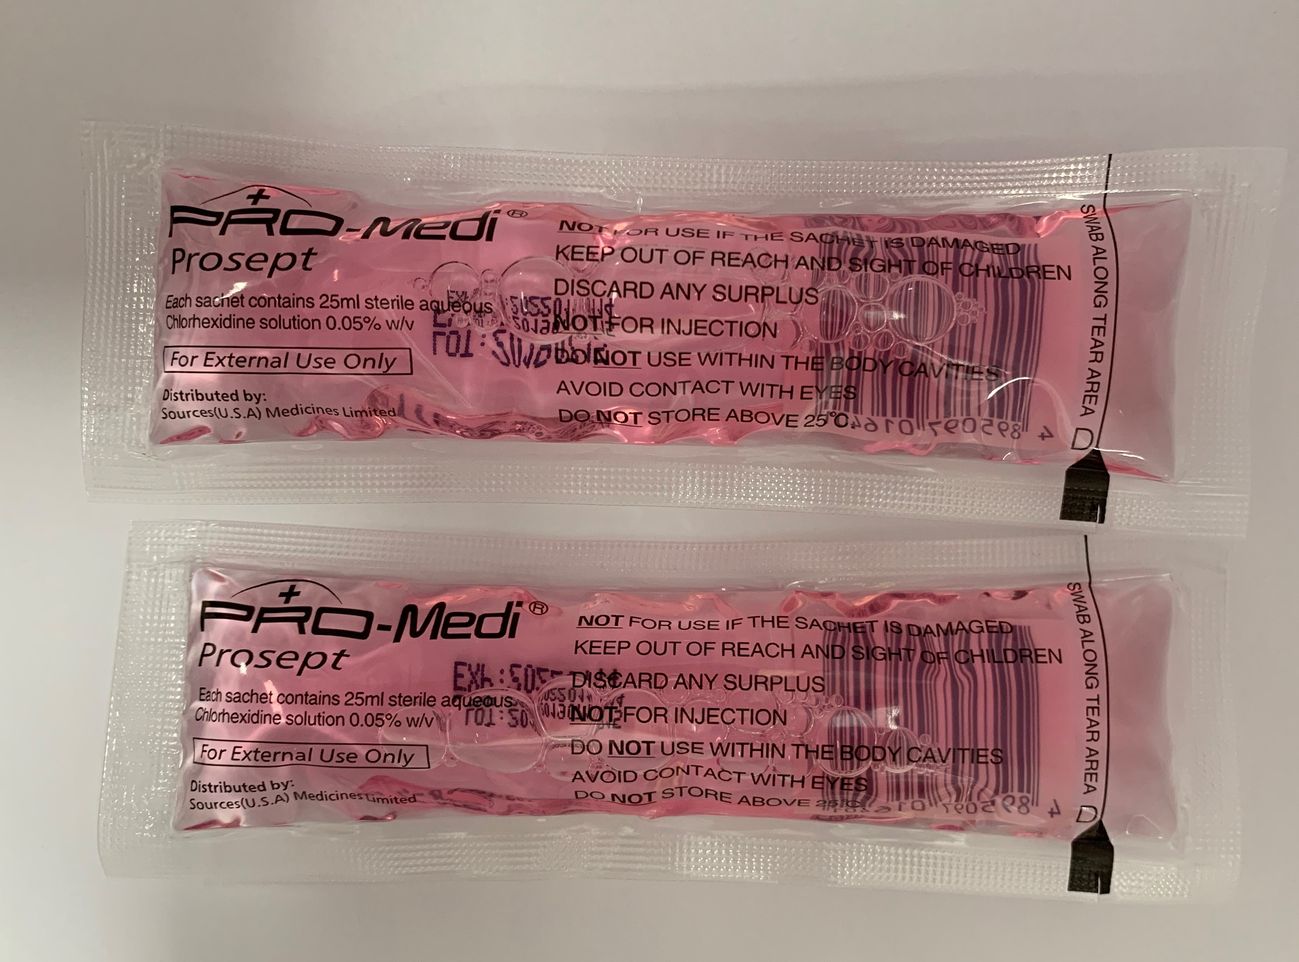 PRO-Medi®
Prosept
Each sachet contains 25ml sterile aqueous
Chlorhexidine solution 0.05% w/v
For External Use Only
Distributed by:
Sources(U.S.A) Medicines Limited
NOT FOR USE IF THE SACHET IS DAMAGED
KEEP OUT OF REACH AND SIGHT OF CHILDREN
DISCARD ANY SURPLUS
NOT FOR INJECTION
DO NOT USE WITHIN THE BODY CAVITIES
AVOID CONTACT WITH EYES
DO NOT STORE ABOVE 25°C
SWAB ALONG TEAR AREA
D
4 895097 0164
PRO-Medi®
Prosept
Each sachet contains 25ml sterile aqueous
Chlorhexidine solution 0.05% w/v
For External Use Only
Distributed by:
Sources(U.S.A) Medicines Limited
NOT FOR USE IF THE SACHET IS DAMAGED
KEEP OUT OF REACH AND SIGHT OF CHILDREN
DISCARD ANY SURPLUS
NOT FOR INJECTION
DO NOT USE WITHIN THE BODY CAVITIES
AVOID CONTACT WITH EYES
DO NOT STORE ABOVE 25°C
SWAB ALONG TEAR AREA
D
4 895097